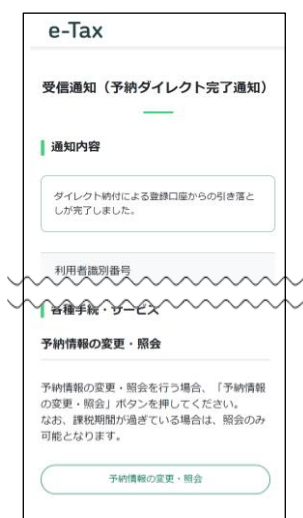 e-Tax
受信通知（予納ダイレクト完了通知）
通知内容
ダイレクト納付による登録口座からの引き落と
しが完了しました。
利用者識別番号
各種手続・サービス
予納情報の変更・照会
予納情報の変更・照会を行う場合、「予納情報
の変更・照会」ボタンを押してください。
なお、課税期間が過ぎている場合は、照会のみ
可能となります。
予納情報の変更・照会